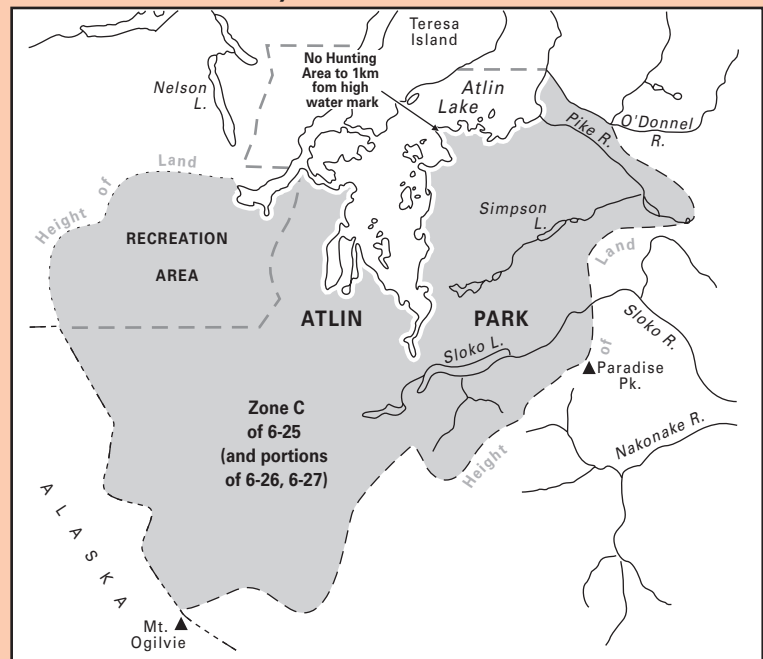 Teresa
Island
No Hunting
Area to 1km
fom high
water mark
Nelson
L.
Atlin
Lake
O'Donnel
R.
Pike R.
Land
of
Height
Simpson
L.
RECREATION
AREA
Land
of
Height
ATLIN PARK
Sloko R.
Sloko L.
Paradise
Pk.
Zone C
of 6-25
(and portions
of 6-26, 6-27)
Nakonake R.
ALASKA
Mt.
Ogilvie